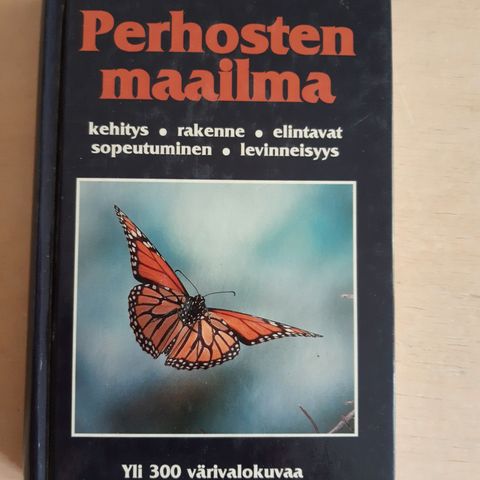 Perhosten
maailma
kehitys • rakenne • elintavat
sopeutuminen • levinneisyys
Yli 300 värivalokuvaa